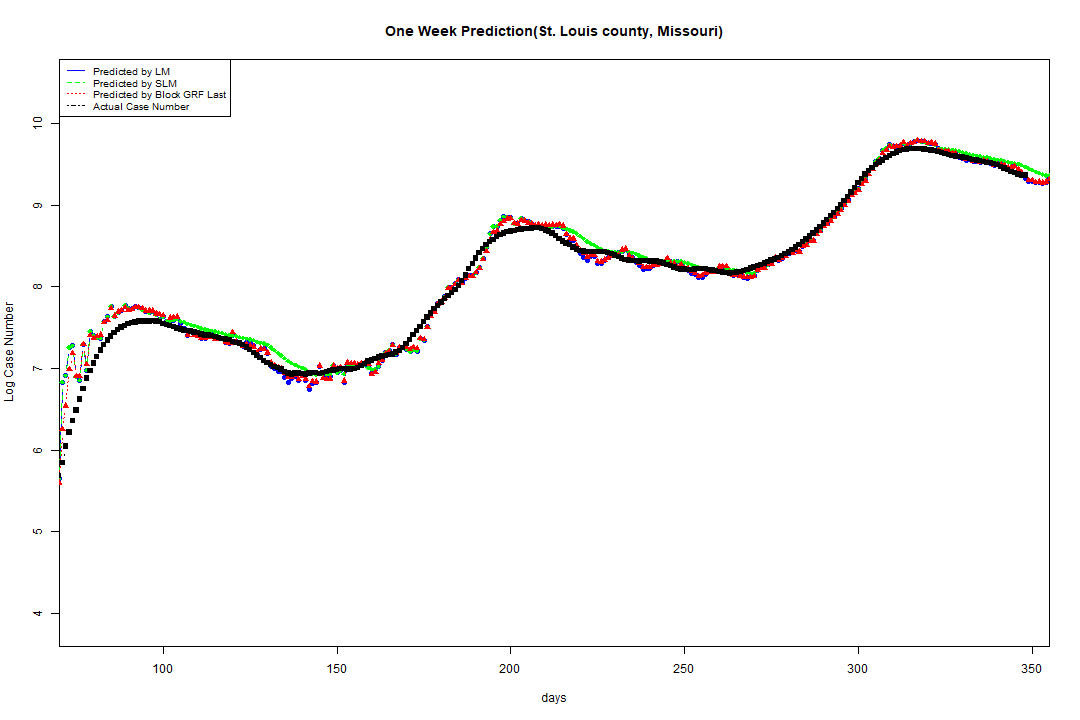 One Week Prediction(St. Louis county, Missouri)
Predicted by LM
Predicted by SLM
Predicted by Block GRF Last
Actual Case Number
10
9
8
7
6
5
4
Log Case Number
100 150 200 250 300 350
days